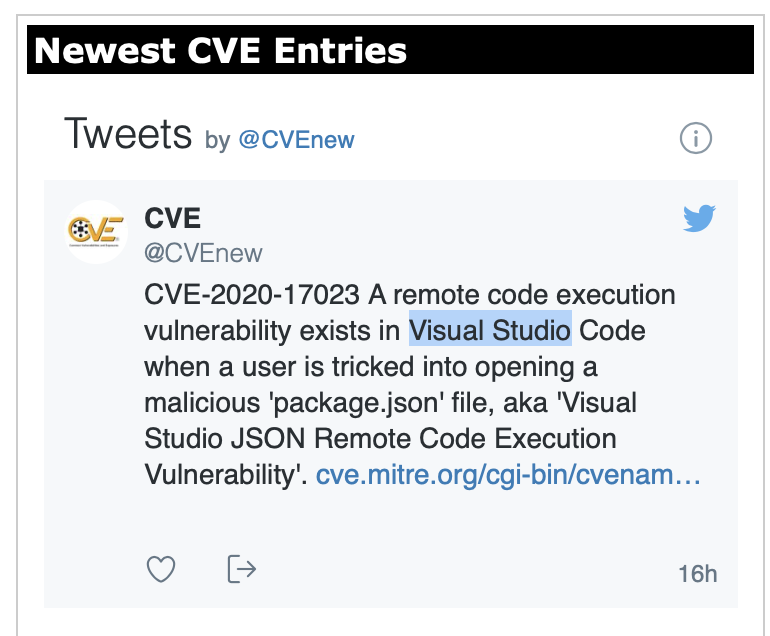 Newest CVE Entries
Tweets by @CVEnew
CVE
CVE
@CVEnew
CVE-2020-17023 A remote code execution
vulnerability exists in Visual Studio Code
when a user is tricked into opening a
malicious 'package.json' file, aka 'Visual
Studio JSON Remote Code Execution
Vulnerability'. cve.mitre.org/cgi-bin/cvenam…
16h